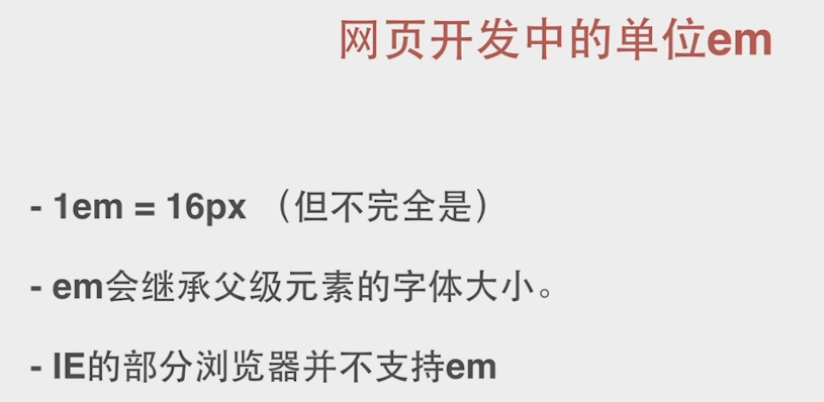 网页开发中的单位em
- 1em = 16px （但不完全是）
- em会继承父级元素的字体大小。
- IE的部分浏览器并不支持em